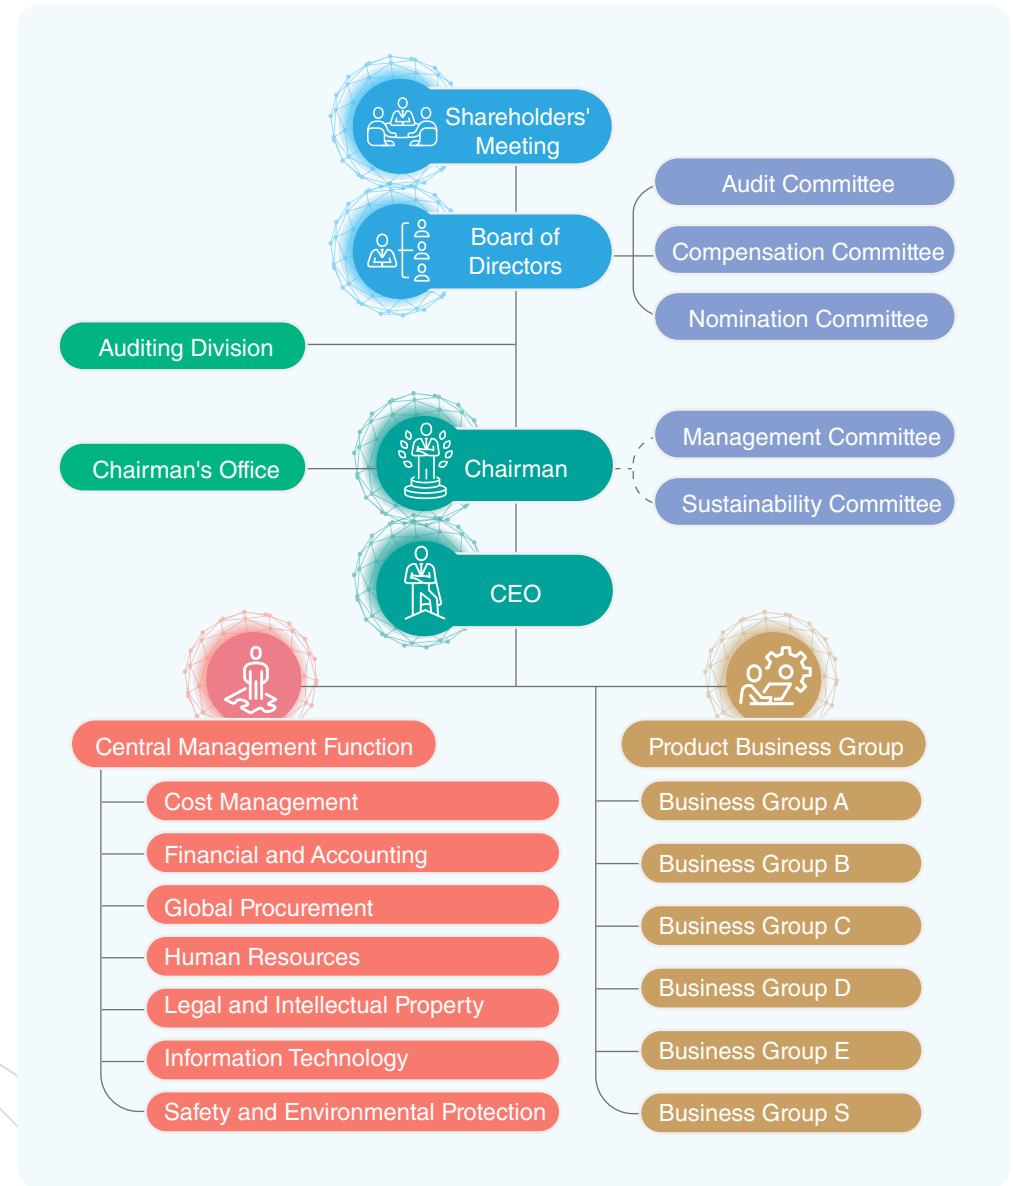 Shareholders'
Meeting
Board of
Directors
Audit Committee
Compensation Committee
Nomination Committee
Auditing Division
Chairman's Office
Chairman
Management Committee
Sustainability Committee
CEO
Central Management Function
Cost Management
Financial and Accounting
Global Procurement
Human Resources
Legal and Intellectual Property
Information Technology
Safety and Environmental Protection
Product Business Group
Business Group A
Business Group B
Business Group C
Business Group D
Business Group E
Business Group S